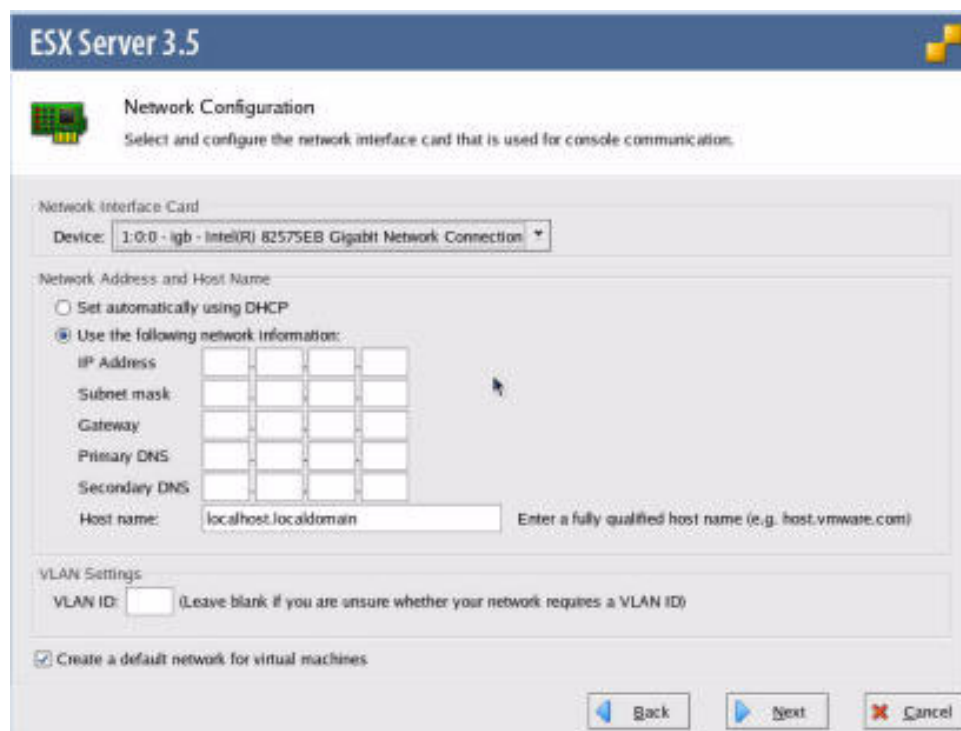 ESX Server 3.5
Network Configuration
Select and configure the network interface card that is used for console communication.
Network Interface Card
Device: 1:0:0 - igb - Intel(R) 82575EB Gigabit Network Connection
Network Address and Host Name
Set automatically using DHCP
Use the following network information:
IP Address
Subnet mask
Gateway
Primary DNS
Secondary DNS
Host name: localhost.localdomain Enter a fully qualified host name (e.g. host.vmware.com)
VLAN Settings
VLAN ID: (Leave blank if you are unsure whether your network requires a VLAN ID)
Create a default network for virtual machines
Back Next Cancel